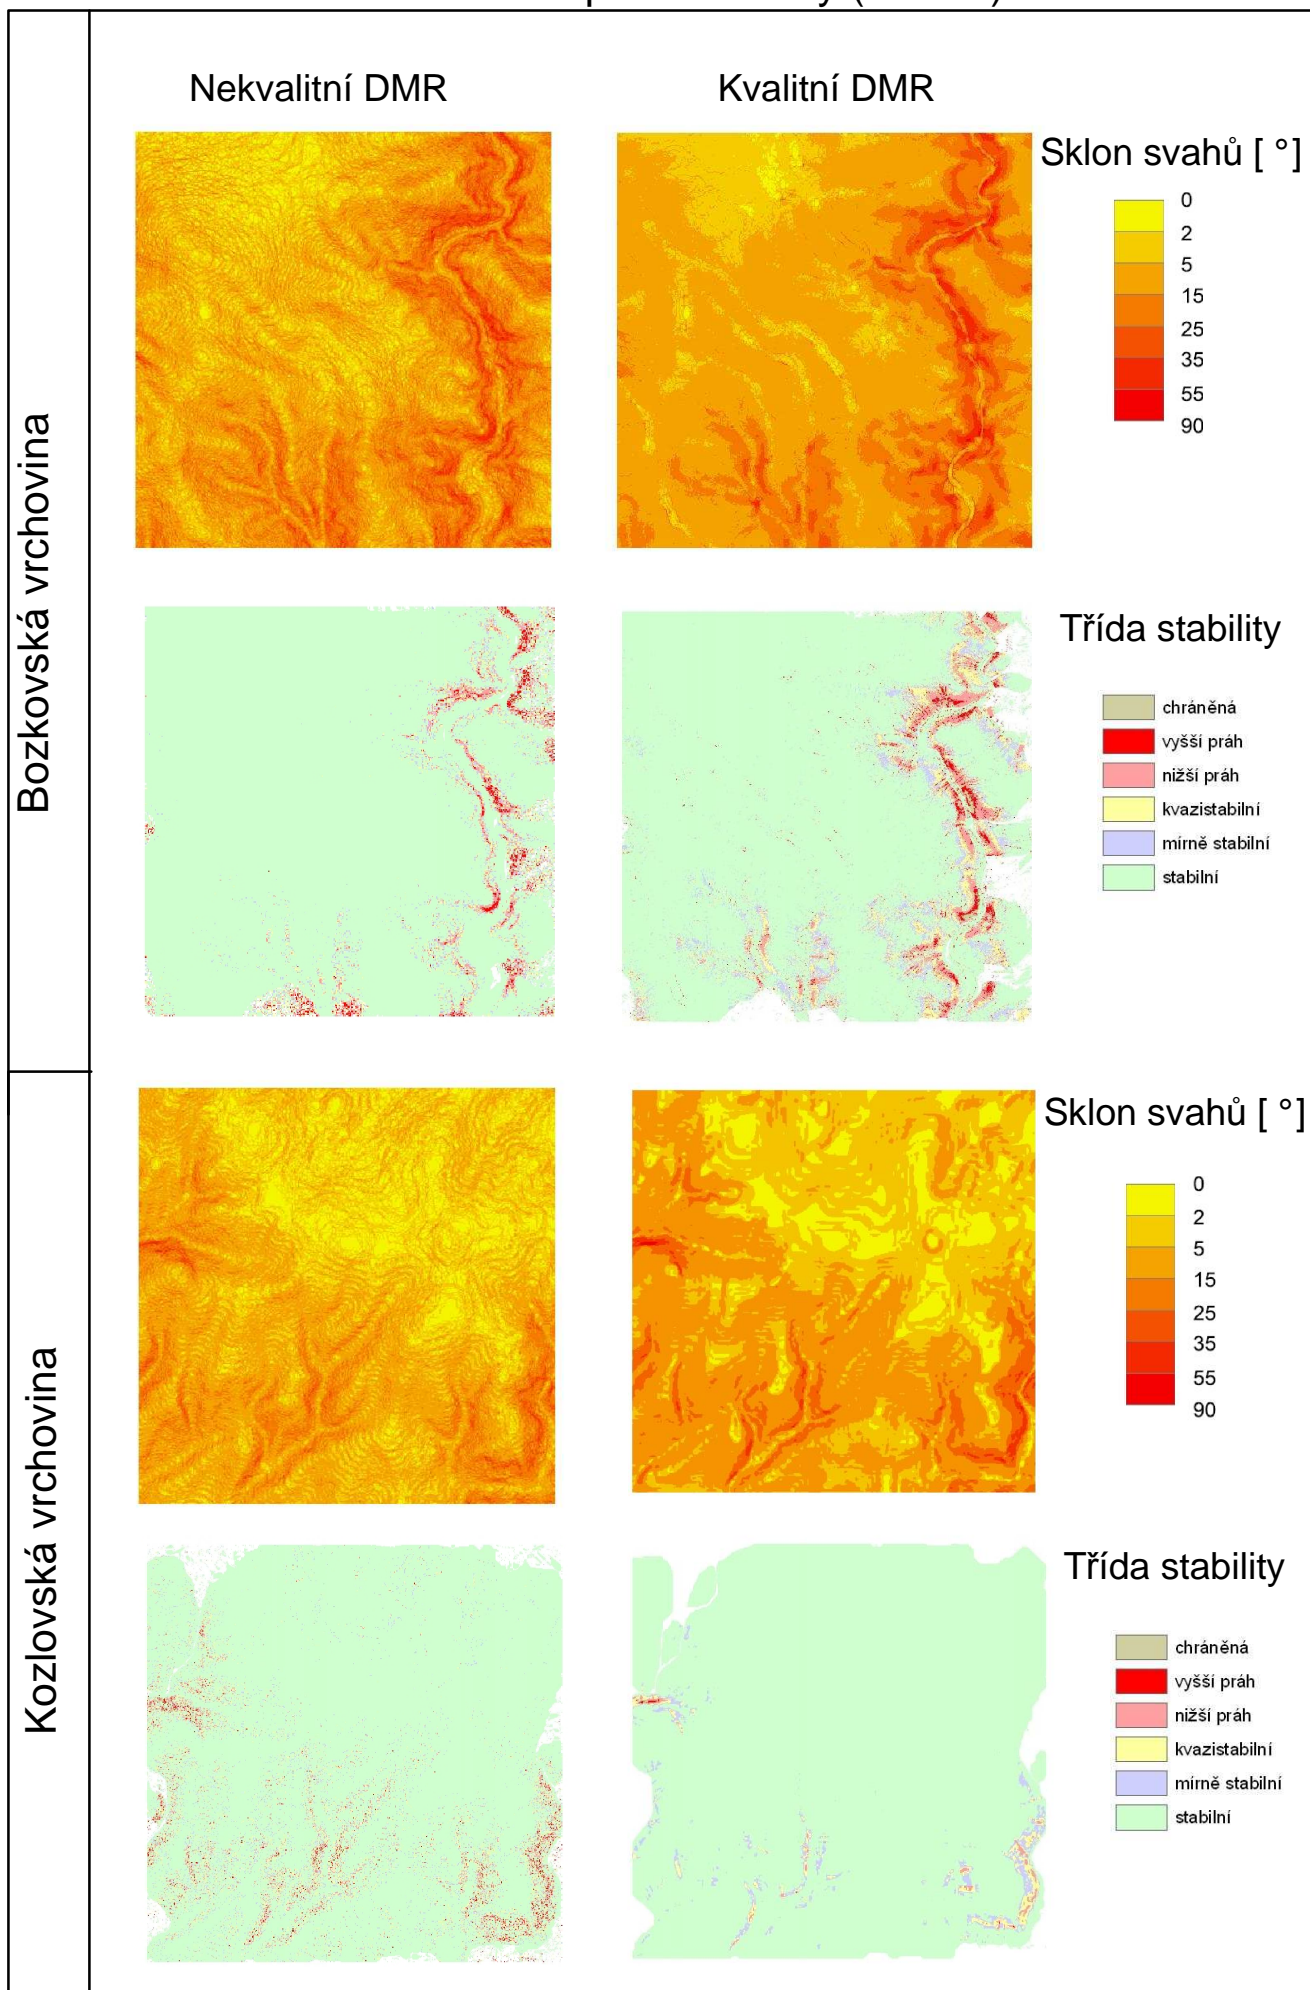 Nekvalitní DMR
Kvalitní DMR
Bozkovská vrchovina
Sklon svahů [ °]
0
2
5
15
25
35
55
90
Třída stability
chráněná
vyšší práh
nižší práh
kvazistabilní
mírně stabilní
stabilní
Kozlovská vrchovina
Sklon svahů [ °]
0
2
5
15
25
35
55
90
Třída stability
chráněná
vyšší práh
nižší práh
kvazistabilní
mírně stabilní
stabilní